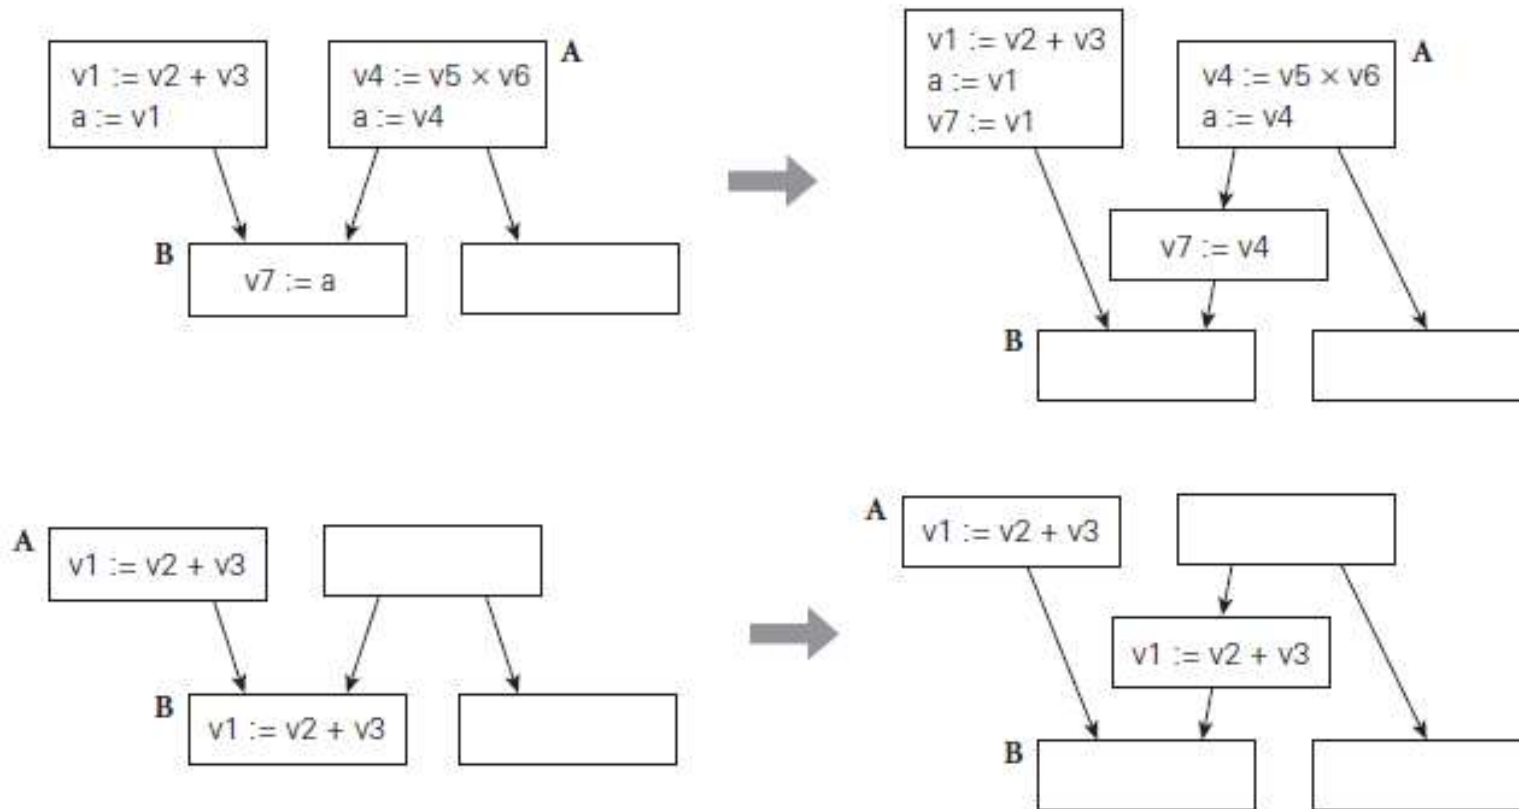 v1 := v2 + v3
a := v1
v4 := v5 × v6
a := v4
A
B
v7 := a
v1 := v2 + v3
a := v1
v7 := v1
v4 := v5 × v6
a := v4
A
v7 := v4
B
A
v1 := v2 + v3
B
v1 := v2 + v3
A
v1 := v2 + v3
v1 := v2 + v3
B